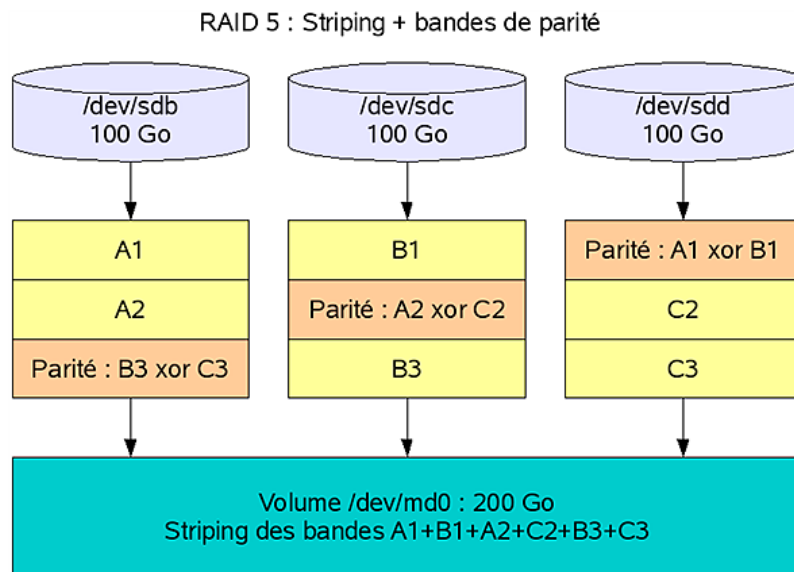 RAID 5 : Striping + bandes de parité
/dev/sdb
100 Go
/dev/sdc
100 Go
/dev/sdd
100 Go
A1
B1
Parité : A1 xor B1
A2
Parité : A2 xor C2
C2
Parité : B3 xor C3
B3
C3
Volume /dev/md0 : 200 Go
Striping des bandes A1+B1+A2+C2+B3+C3